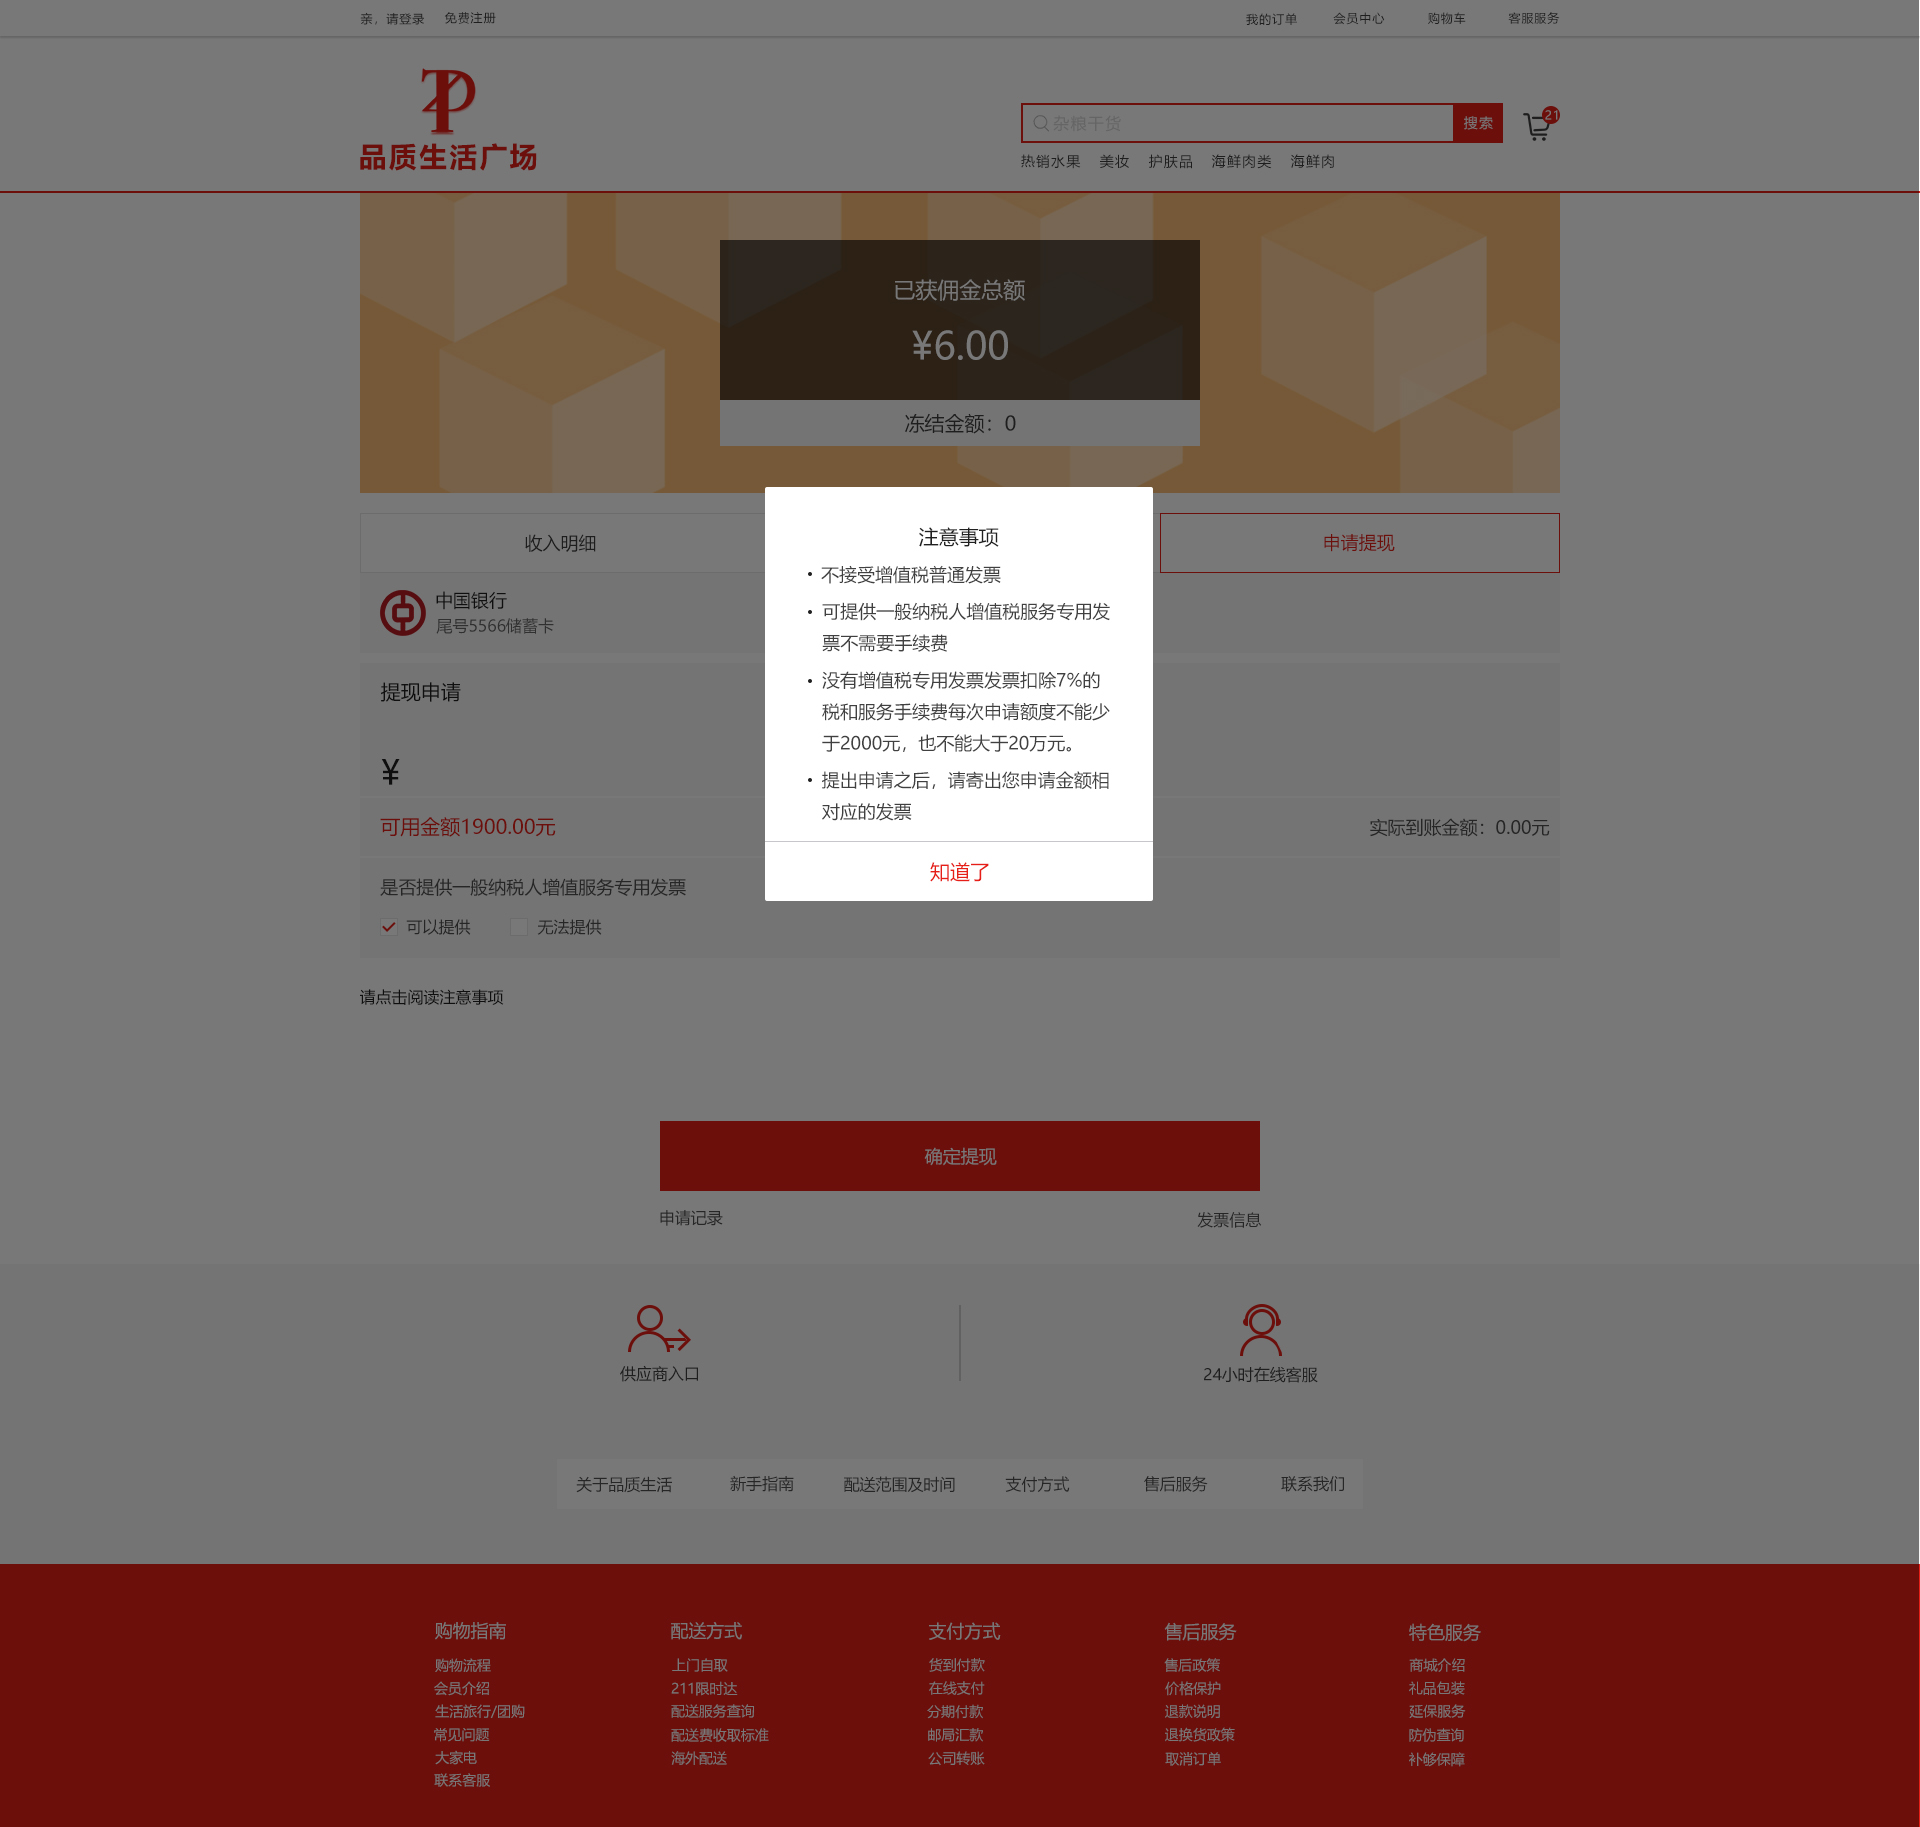 亲，请登录 免费注册 我的订单 会员中心 购物车 客服服务
品质生活广场
杂粮干货 搜索 21
热销水果 美妆 护肤品 海鲜肉类 海鲜肉
已获佣金总额
¥6.00
冻结金额：0
收入明细 申请提现
中国银行
尾号5566储蓄卡
提现申请
¥
可用金额1900.00元 实际到账金额：0.00元
是否提供一般纳税人增值服务专用发票
可以提供 无法提供
请点击阅读注意事项
注意事项
· 不接受增值税普通发票
· 可提供一般纳税人增值税服务专用发
票不需要手续费
· 没有增值税专用发票发票扣除7%的
税和服务手续费每次申请额度不能少
于2000元，也不能大于20万元。
· 提出申请之后，请寄出您申请金额相
对应的发票
知道了
确定提现
申请记录 发票信息
供应商入口 24小时在线客服
关于品质生活 新手指南 配送范围及时间 支付方式 售后服务 联系我们
购物指南 配送方式 支付方式 售后服务 特色服务
购物流程 上门自取 货到付款 售后政策 商城介绍
会员介绍 211限时达 在线支付 价格保护 礼品包装
生活旅行/团购 配送服务查询 分期付款 退款说明 延保服务
常见问题 配送费收取标准 邮局汇款 退换货政策 防伪查询
大家电 海外配送 公司转账 取消订单 补够保障
联系客服